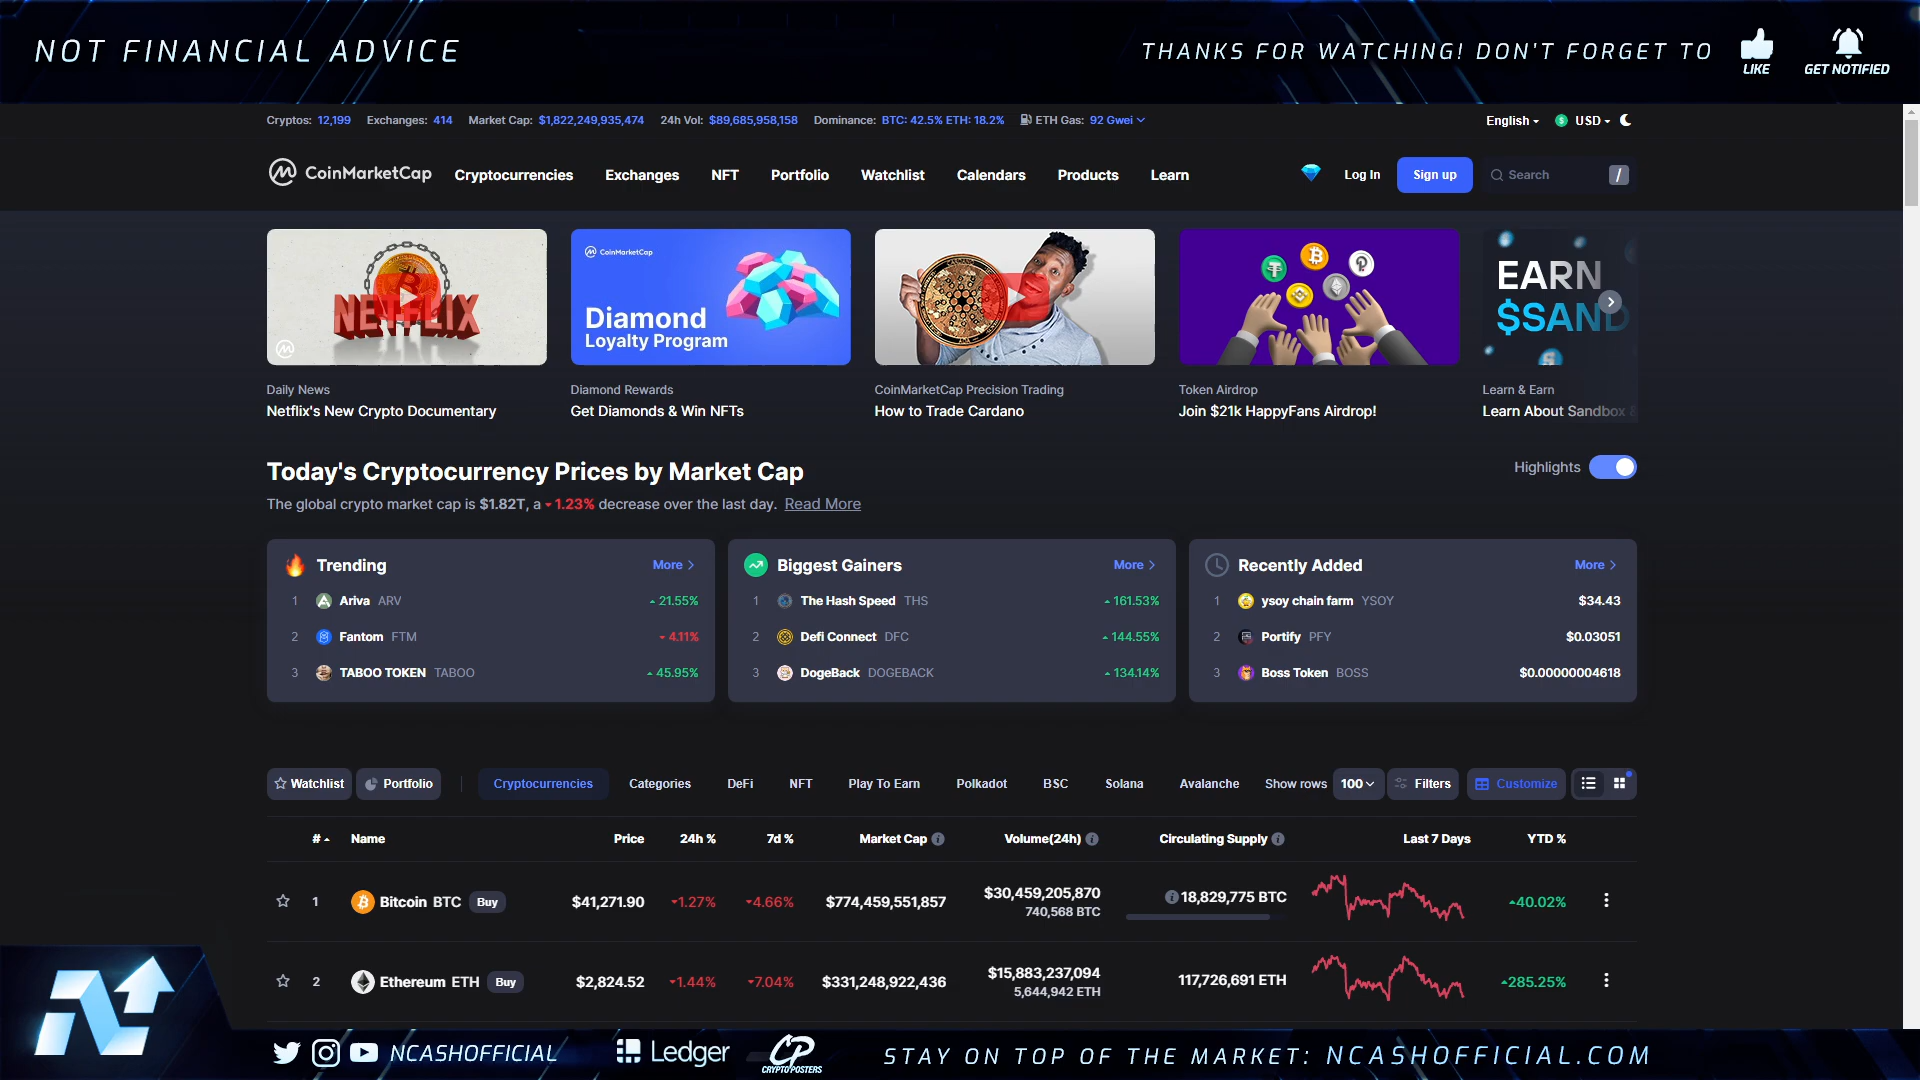 NOT FINANCIAL ADVICE
THANKS FOR WATCHING! DON'T FORGET TO
LIKE
GET NOTIFIED
Cryptos: 12,199 Exchanges: 414 Market Cap: $1,822,249,935,474 24h Vol: $89,685,958,158 Dominance: BTC: 42.5% ETH: 18.2% ETH Gas: 92 Gwei
English USD
CoinMarketCap Cryptocurrencies Exchanges NFT Portfolio Watchlist Calendars Products Learn
Log In Sign up Search /
NETFLIX
CoinMarketCap
Diamond
Loyalty Program
EARN
$SAND
Daily News
Netflix's New Crypto Documentary
Diamond Rewards
Get Diamonds & Win NFTs
CoinMarketCap Precision Trading
How to Trade Cardano
Token Airdrop
Join $21k HappyFans Airdrop!
Learn & Earn
Learn About Sandbox &
Today's Cryptocurrency Prices by Market Cap
Highlights
The global crypto market cap is $1.82T, a 1.23% decrease over the last day. Read More
Trending More
1 Ariva ARV 21.55%
2 Fantom FTM 4.11%
3 TABOO TOKEN TABOO 45.95%
Biggest Gainers More
1 The Hash Speed THS 161.53%
2 Defi Connect DFC 144.55%
3 DogeBack DOGEBACK 134.14%
Recently Added More
1 ysoy chain farm YSOY $34.43
2 Portify PFY $0.03051
3 Boss Token BOSS $0.00000004618
Watchlist Portfolio Cryptocurrencies Categories DeFi NFT Play To Earn Polkadot BSC Solana Avalanche Show rows 100 Filters Customize
# Name Price 24h % 7d % Market Cap Volume(24h) Circulating Supply Last 7 Days YTD %
1 Bitcoin BTC Buy $41,271.90 1.27% 4.66% $774,459,551,857 $30,459,205,870 18,829,775 BTC 40.02%
740,568 BTC
2 Ethereum ETH Buy $2,824.52 1.44% 7.04% $331,248,922,436 $15,883,237,094 117,726,691 ETH 285.25%
5,644,942 ETH
NCASHOFFICIAL
Ledger
CP
CRYPTOPOSTERS
STAY ON TOP OF THE MARKET: NCASHOFFICIAL.COM